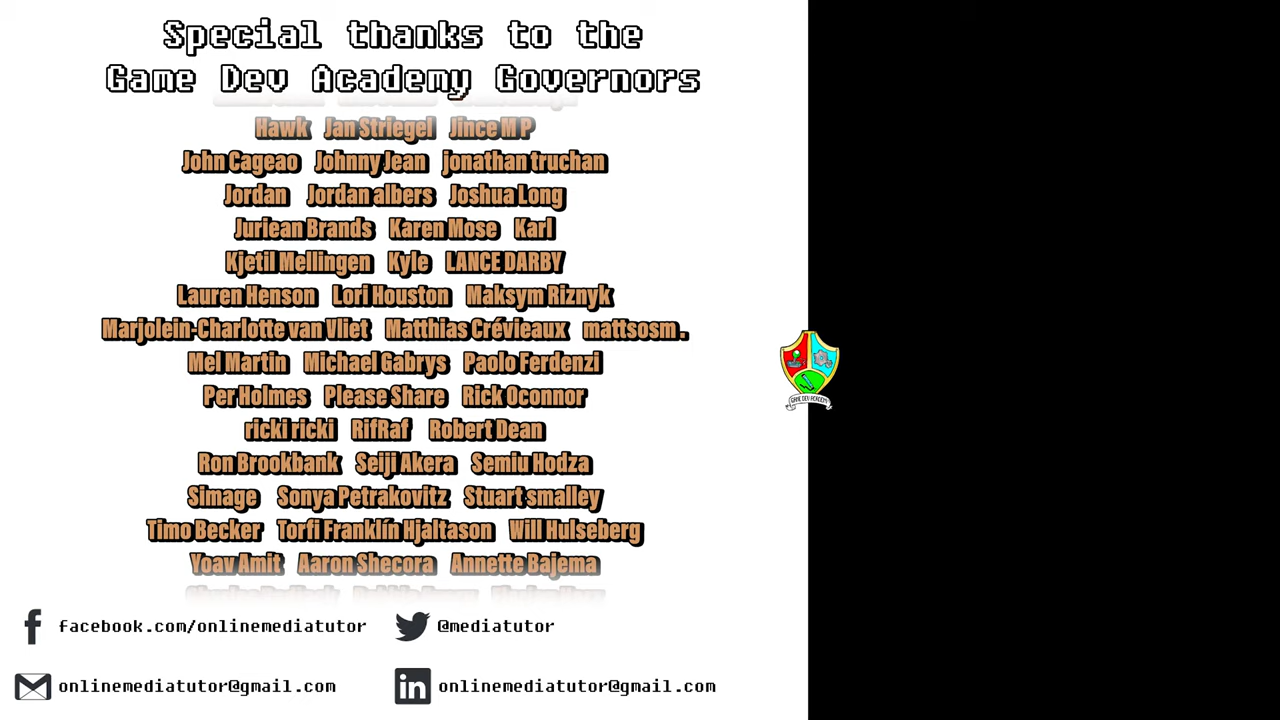 Special thanks to the
Game Dev Academy Governors
Hawk Jan Striegel Jince M P
John Cageao Johnny Jean jonathan truchan
Jordan Jordan albers Joshua Long
Juriean Brands Karen Mose Karl
Kjetil Mellingen Kyle LANCE DARBY
Lauren Henson Lori Houston Maksym Riznyk
Marjolein-Charlotte van Vliet Matthias Crévieaux mattsosm .
Mel Martin Michael Gabrys Paolo Ferdenzi
Per Holmes Please Share Rick Oconnor
ricki ricki RifRaf Robert Dean
Ron Brookbank Seiji Akera Semiu Hodza
Simage Sonya Petrakovitz Stuart smalley
Timo Becker Torfi Franklín Hjaltason Will Hulseberg
Yoav Amit Aaron Shecora Annette Bajema
GAME DEV ACADEMY
facebook.com/onlinemediatutor @mediatutor
onlinemediatutor@gmail.com onlinemediatutor@gmail.com